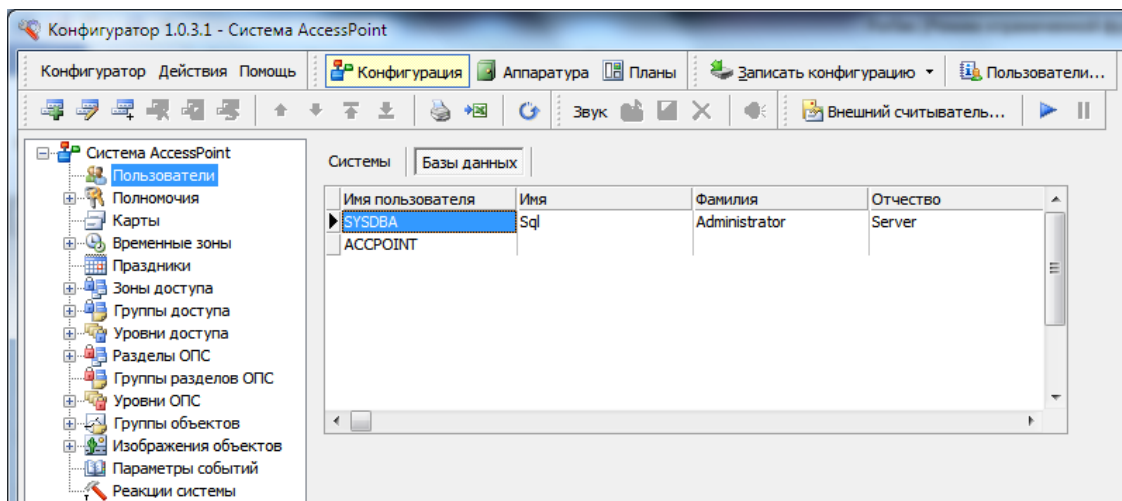 Конфигуратор 1.0.3.1 - Система AccessPoint
Конфигуратор Действия Помощь Конфигурация Аппаратура Планы Записать конфигурацию Пользователи...
Звук Внешний считыватель...
Система AccessPoint
Пользователи
Полномочия
Карты
Временные зоны
Праздники
Зоны доступа
Группы доступа
Уровни доступа
Разделы ОПС
Группы разделов ОПС
Уровни ОПС
Группы объектов
Изображения объектов
Параметры событий
Реакции системы
Системы Базы данных
Имя пользователя Имя Фамилия Отчество
SYSDBA Sql Administrator Server
ACCPOINT